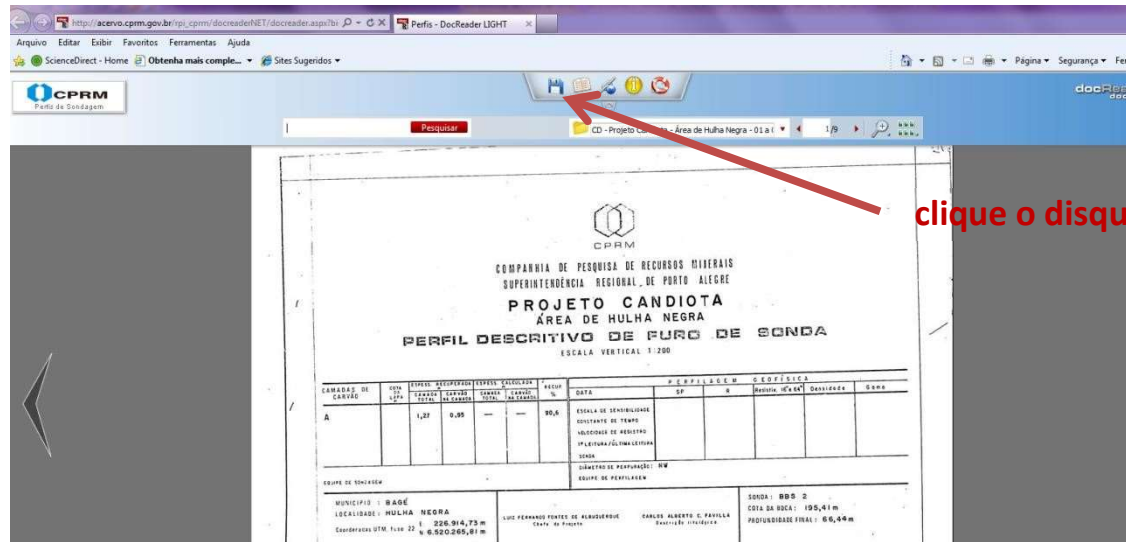 http://acervo.cprm.gov.br/rpi_cprm/docreaderNET/docreader.aspx?bi
Perfis - DocReader LIGHT
Arquivo Editar Exibir Favoritos Ferramentas Ajuda
ScienceDirect - Home Obtenha mais comple... Sites Sugeridos
Página Segurança
CPRM
Perfis de Sondagem
Pesquisar
CD - Projeto Candiota - Área de Hulha Negra - 01 a
1/9
clique o disqu
CPRM
COMPANHIA DE PESQUISA DE RECURSOS MINERAIS
SUPERINTENDÊNCIA REGIONAL DE PORTO ALEGRE
PROJETO CANDIOTA
ÁREA DE HULHA NEGRA
PERFIL DESCRITIVO DE FURO DE SONDA
ESCALA VERTICAL 1:200
CAMADAS DE CARVÃO
COTA DA LAPA
ESPESS. RECUPERADA
ESPESS. CALCULADA
CAMADA TOTAL
CARVÃO NA CAMADA
CAMADA TOTAL
CARVÃO NA CAMADA
RECUP %
PERFILAGEM GEOFÍSICA
DATA SP R Densidade Gama
A 1,27 0,95 — — 90,6
ESCALA DE SENSIBILIDADE
CONSTANTE DE TEMPO
VELOCIDADE DE REGISTRO
1ª LEITURA/ÚLTIMA LEITURA
SONDA
DIÂMETRO DE PERFURAÇÃO: NW
EQUIPE DE PERFILAGEM
EQUIPE DE SONDAGEM
MUNICIPIO : BAGÉ
LOCALIDADE: HULHA NEGRA
Coordenadas UTM, fuso 22
E 226.914,73 m
N 6.520.265,81 m
LUIZ FERNANDO FONTES DE ALBUQUERQUE
Chefe do Projeto
CARLOS ALBERTO C. PAVILLA
Descrição litológica
SONDA: BBS 2
COTA DA BOCA: 195,41 m
PROFUNDIDADE FINAL: 66,44m